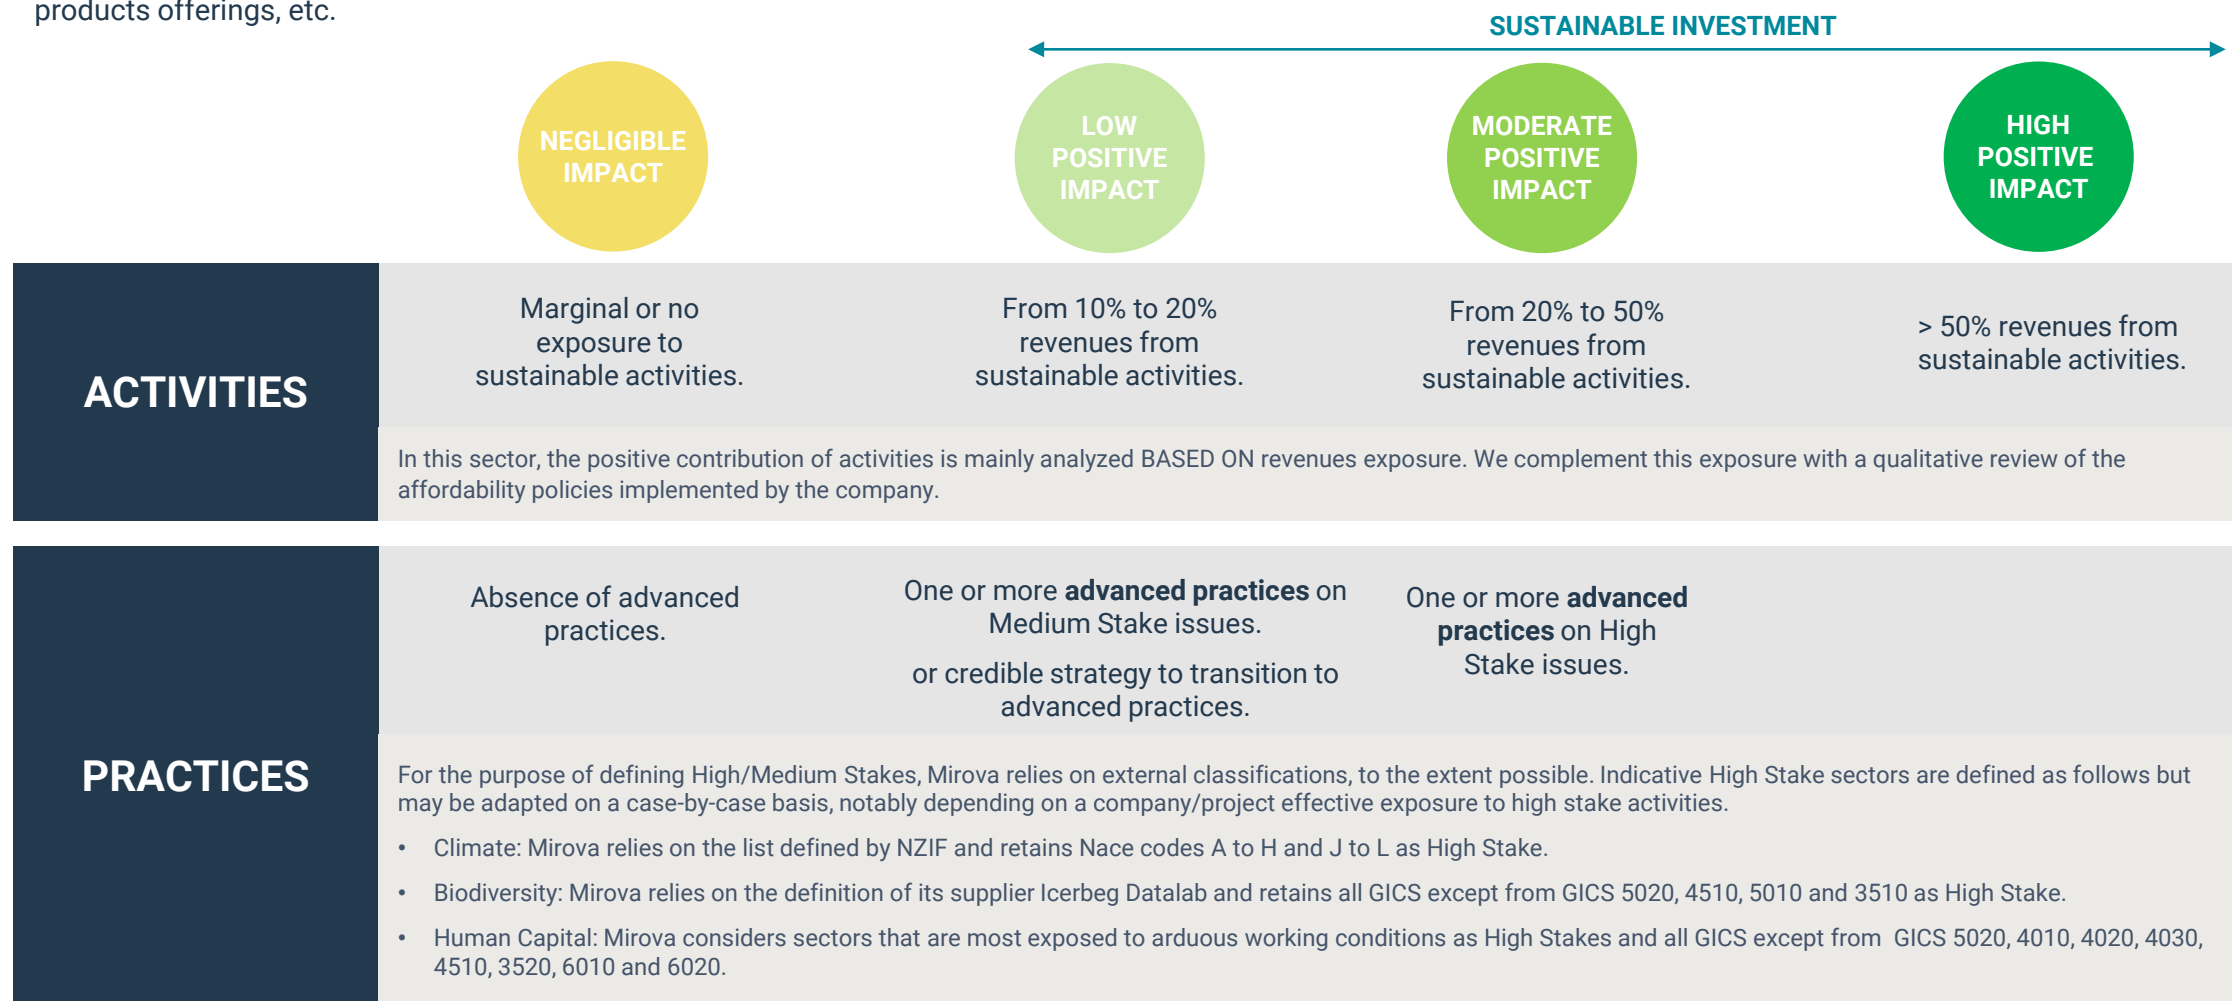 products offerings, etc.
SUSTAINABLE INVESTMENT
NEGLIGIBLE
IMPACT
LOW
POSITIVE
IMPACT
MODERATE
POSITIVE
IMPACT
HIGH
POSITIVE
IMPACT
ACTIVITIES
Marginal or no
exposure to
sustainable activities.
From 10% to 20%
revenues from
sustainable activities.
From 20% to 50%
revenues from
sustainable activities.
> 50% revenues from
sustainable activities.
In this sector, the positive contribution of activities is mainly analyzed BASED ON revenues exposure. We complement this exposure with a qualitative review of the
affordability policies implemented by the company.
PRACTICES
Absence of advanced
practices.
One or more advanced practices on
Medium Stake issues.
or credible strategy to transition to
advanced practices.
One or more advanced
practices on High
Stake issues.
For the purpose of defining High/Medium Stakes, Mirova relies on external classifications, to the extent possible. Indicative High Stake sectors are defined as follows but
may be adapted on a case-by-case basis, notably depending on a company/project effective exposure to high stake activities.
• Climate: Mirova relies on the list defined by NZIF and retains Nace codes A to H and J to L as High Stake.
• Biodiversity: Mirova relies on the definition of its supplier Icerbeg Datalab and retains all GICS except from GICS 5020, 4510, 5010 and 3510 as High Stake.
• Human Capital: Mirova considers sectors that are most exposed to arduous working conditions as High Stakes and all GICS except from GICS 5020, 4010, 4020, 4030,
4510, 3520, 6010 and 6020.